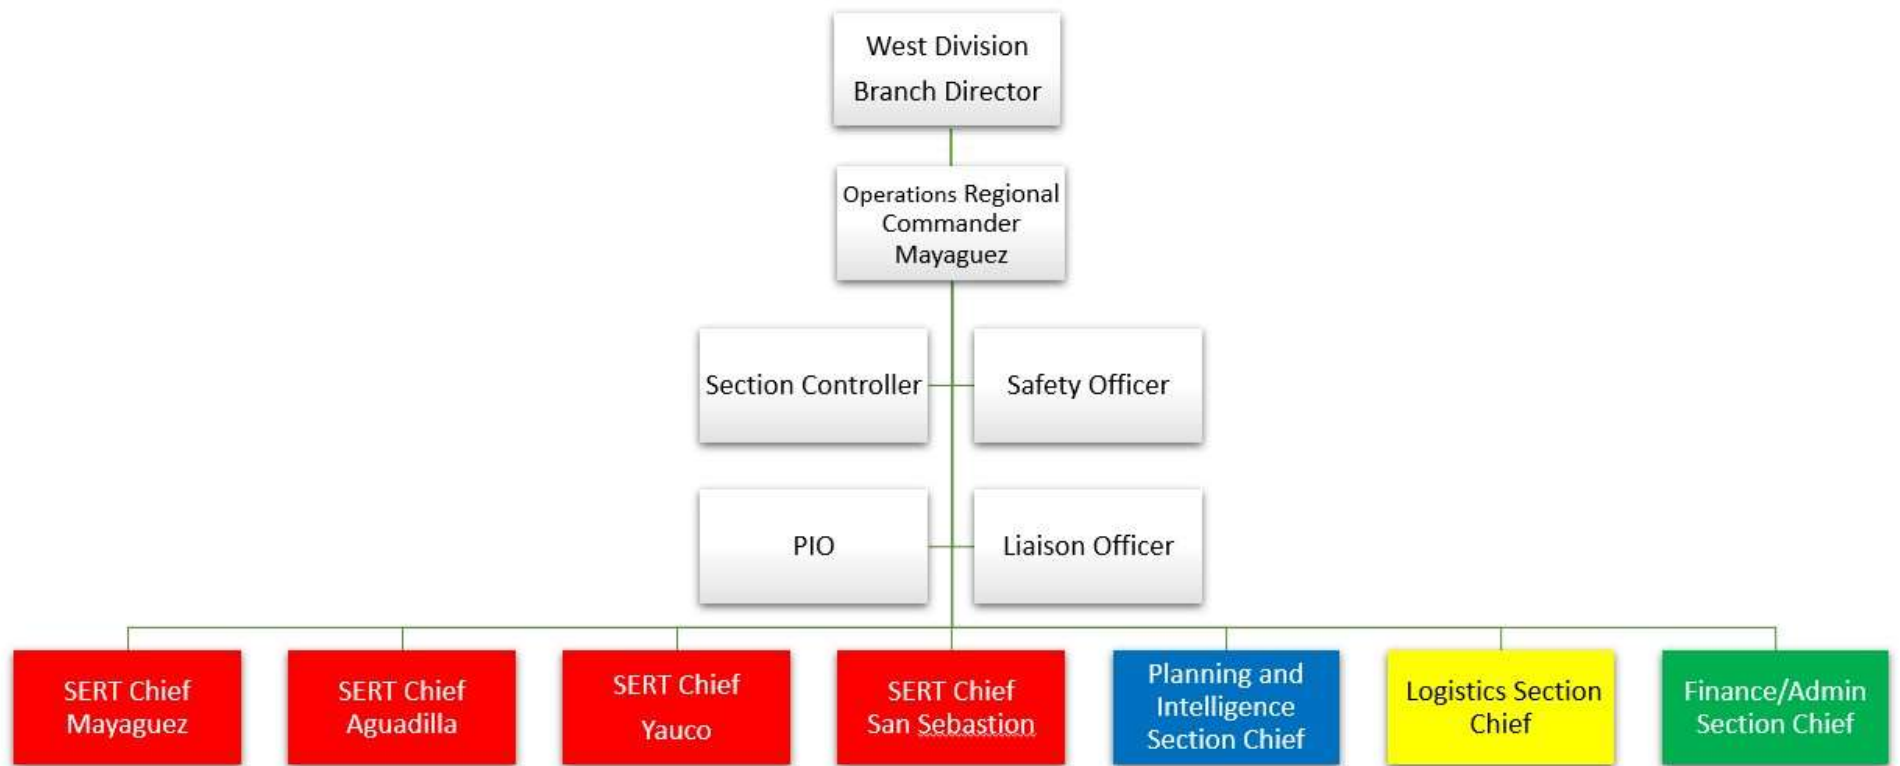 West Division
Branch Director
Operations Regional
Commander
Mayaguez
Section Controller
Safety Officer
PIO
Liaison Officer
SERT Chief
Mayaguez
SERT Chief
Aguadilla
SERT Chief
Yauco
SERT Chief
San Sebastion
Planning and
Intelligence
Section Chief
Logistics Section
Chief
Finance/Admin
Section Chief